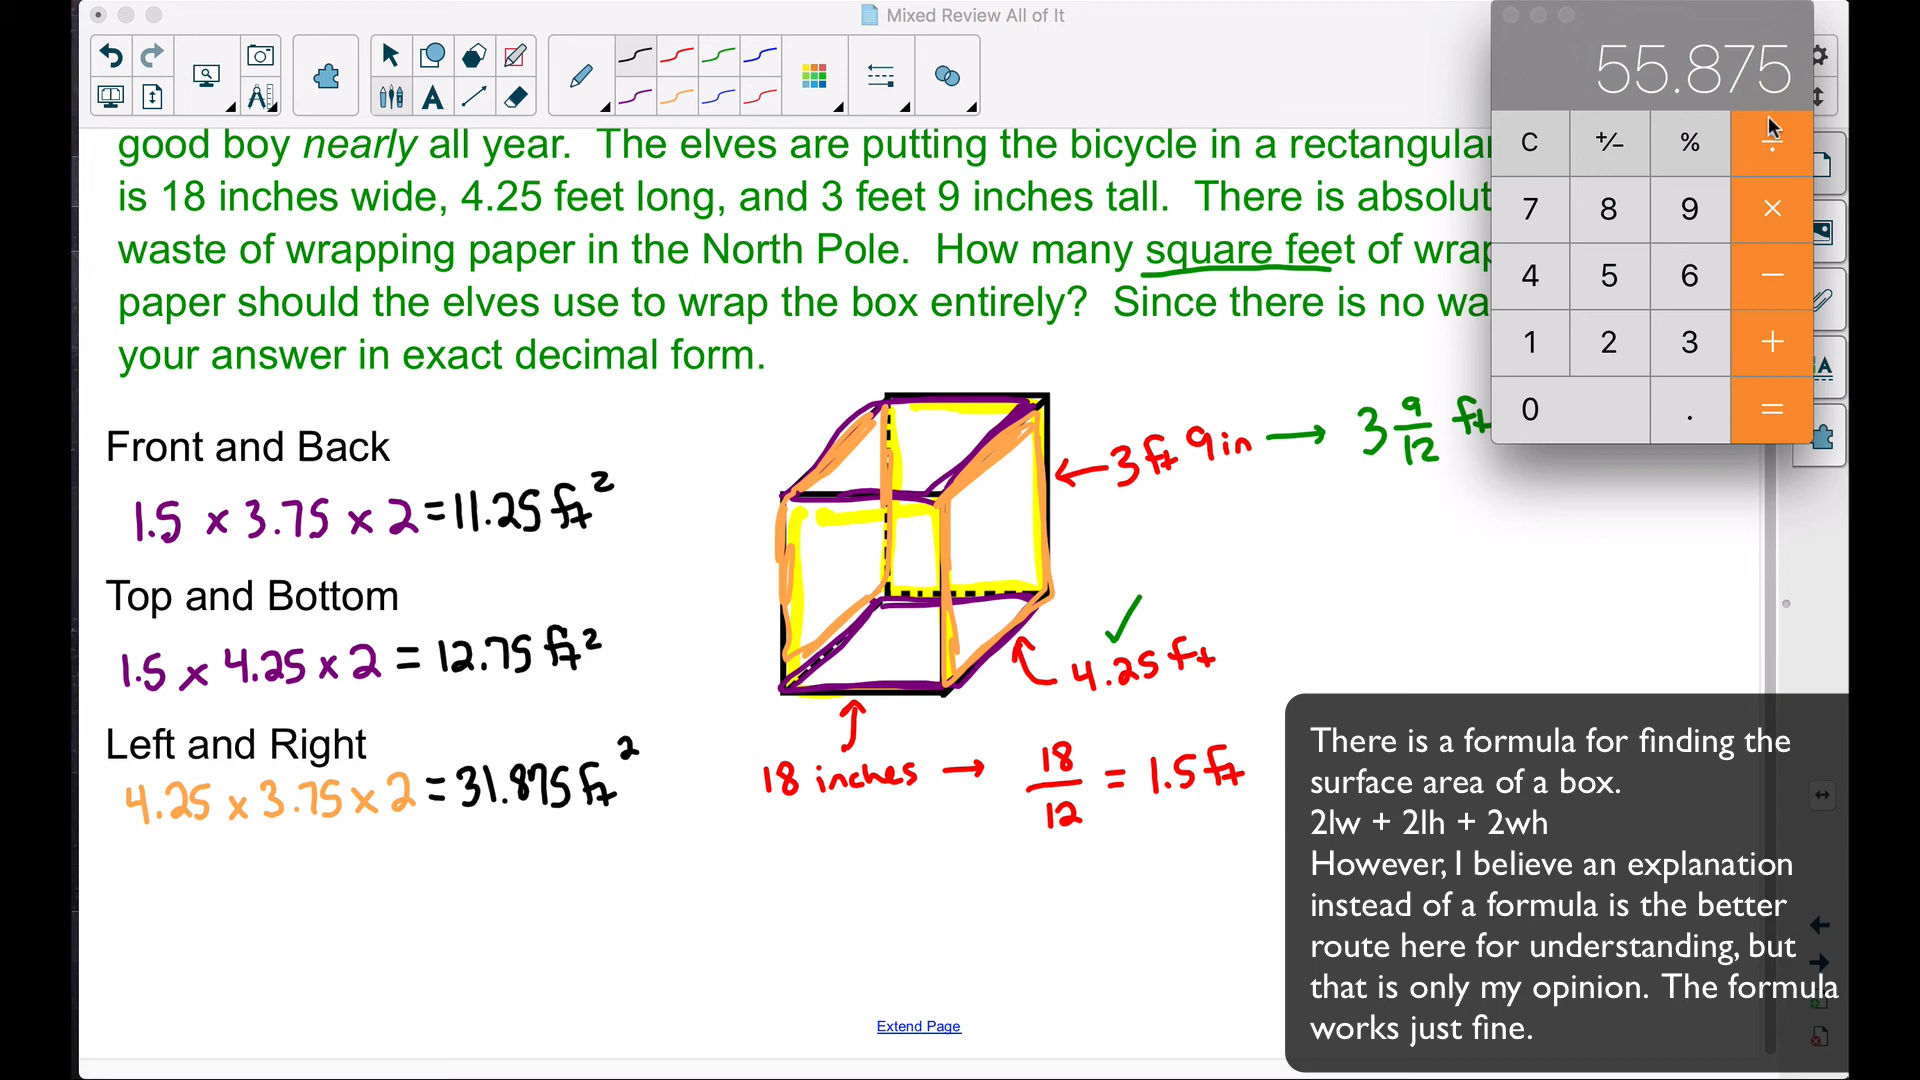 Mixed Review All of It
55.875
C +/− % ÷
7 8 9 ×
4 5 6 −
1 2 3 +
0 . =
good boy nearly all year. The elves are putting the bicycle in a rectangular
is 18 inches wide, 4.25 feet long, and 3 feet 9 inches tall. There is absolut
waste of wrapping paper in the North Pole. How many square feet of wrap
paper should the elves use to wrap the box entirely? Since there is no wa
your answer in exact decimal form.
Front and Back
1.5 x 3.75 x 2 = 11.25 ft²
Top and Bottom
1.5 x 4.25 x 2 = 12.75 ft²
Left and Right
4.25 x 3.75 x 2 = 31.875 ft²
← 3 ft 9 in → 3 9/12 ft
✓
4.25 ft
18 inches → 18/12 = 1.5 ft
There is a formula for finding the
surface area of a box.
2lw + 2lh + 2wh
However, I believe an explanation
instead of a formula is the better
route here for understanding, but
that is only my opinion. The formula
works just fine.
Extend Page